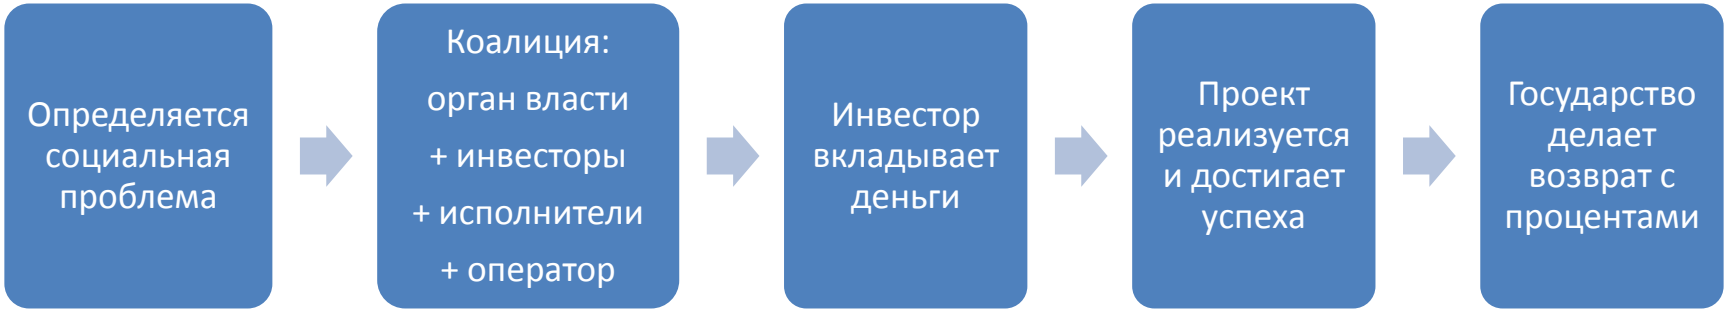 Определяется
социальная
проблема
Коалиция:
орган власти
+ инвесторы
+ исполнители
+ оператор
Инвестор
вкладывает
деньги
Проект
реализуется
и достигает
успеха
Государство
делает
возврат с
процентами